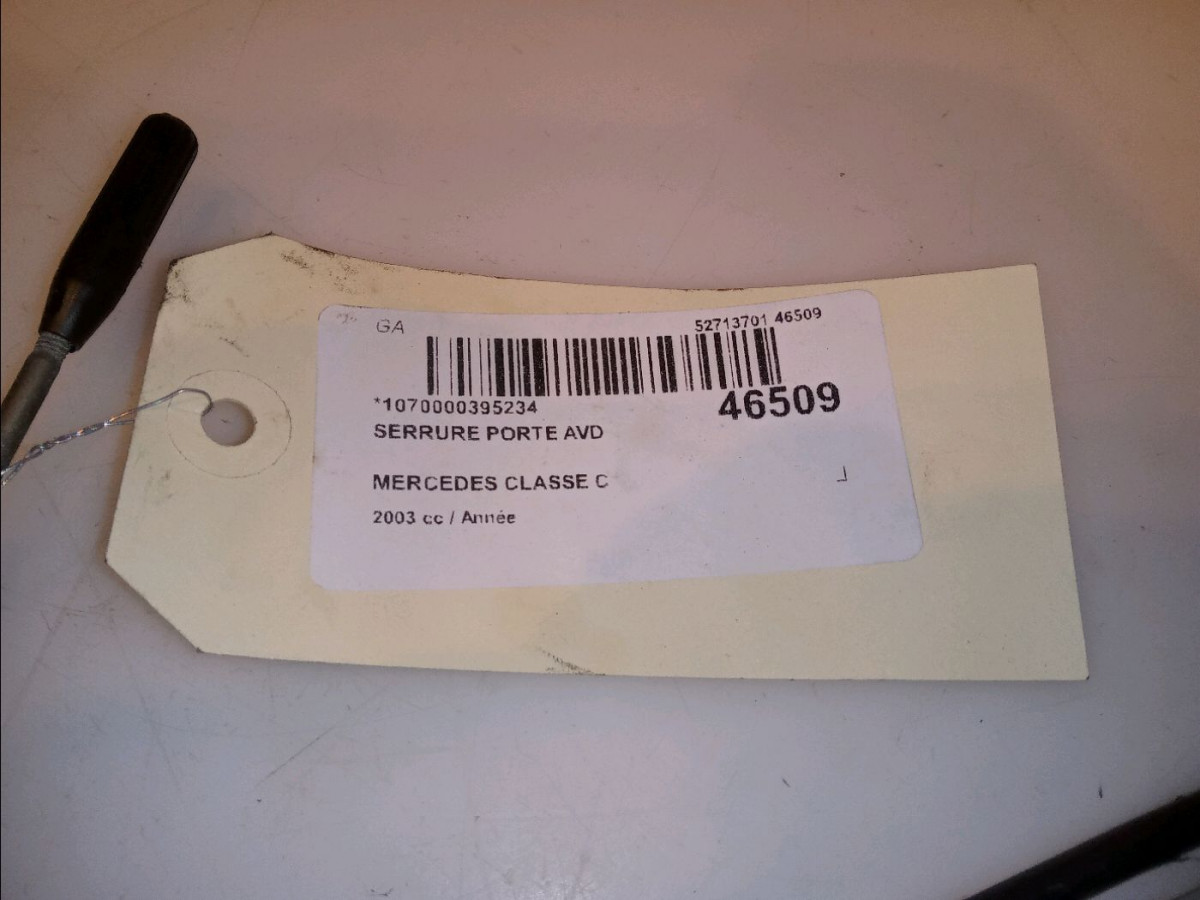 GA 52713701 46509
*1070000395234 46509
SERRURE PORTE AVD
MERCEDES CLASSE C
2003 cc / Année